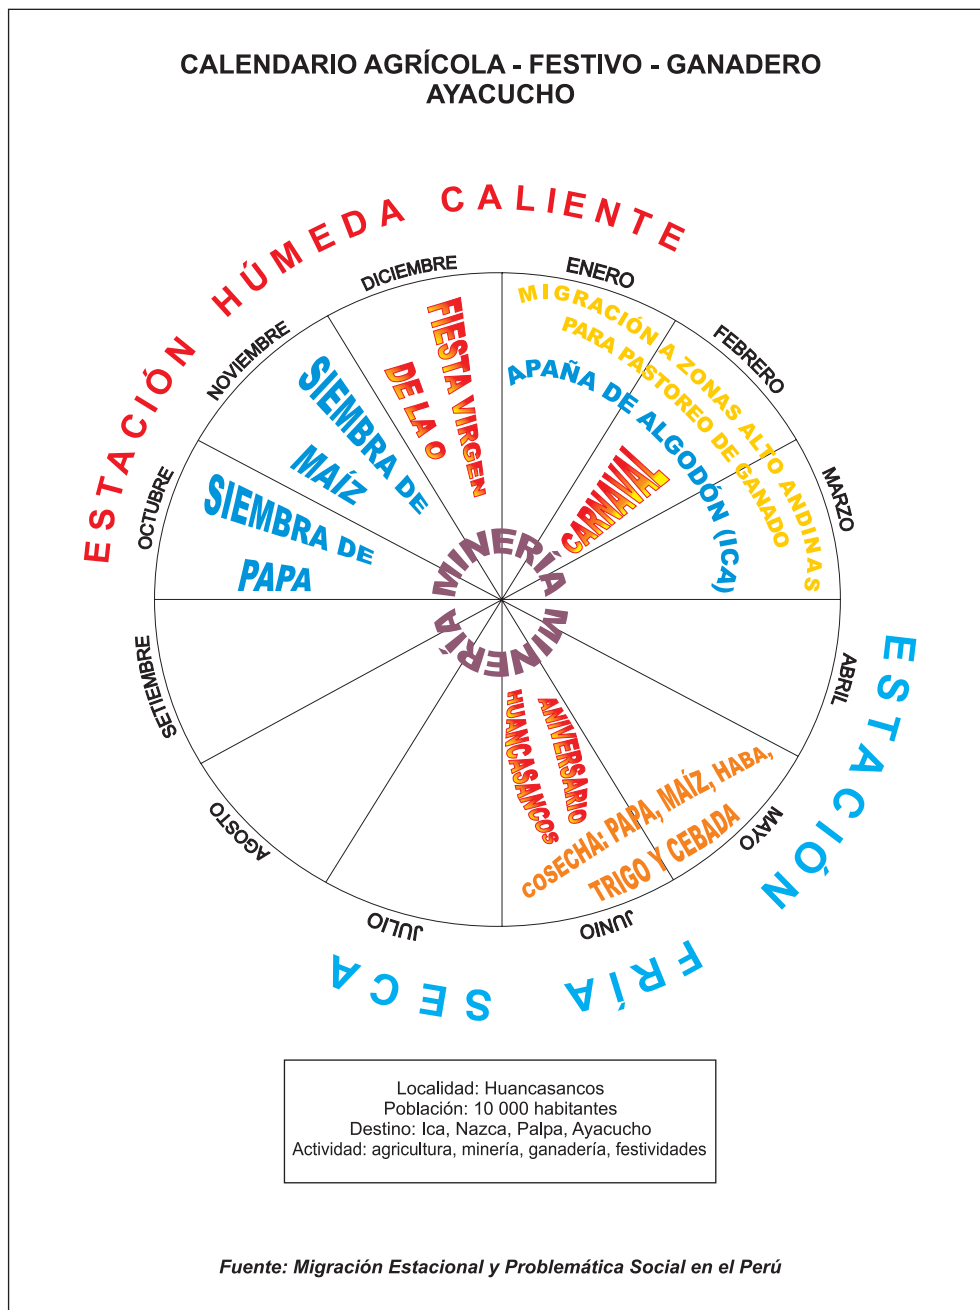 CALENDARIO AGRÍCOLA - FESTIVO - GANADERO
AYACUCHO
ESTACIÓN HÚMEDA CALIENTE
ENERO
FEBRERO
MARZO
ABRIL
MAYO
JUNIO
JULIO
AGOSTO
SETIEMBRE
OCTUBRE
NOVIEMBRE
DICIEMBRE
MIGRACIÓN A ZONAS ALTO ANDINAS
PARA PASTOREO DE GANADO
APAÑA DE ALGODÓN (ICA)
CARNAVAL
FIESTA VIRGEN
DE LA O
SIEMBRA DE
MAÍZ
SIEMBRA DE
PAPA
MINERÍA
MINERÍA
ANIVERSARIO
HUANCASANCOS
COSECHA: PAPA, MAÍZ, HABA,
TRIGO Y CEBADA
ESTACIÓN FRÍA SECA
Localidad: Huancasancos
Población: 10 000 habitantes
Destino: Ica, Nazca, Palpa, Ayacucho
Actividad: agricultura, minería, ganadería, festividades
Fuente: Migración Estacional y Problemática Social en el Perú